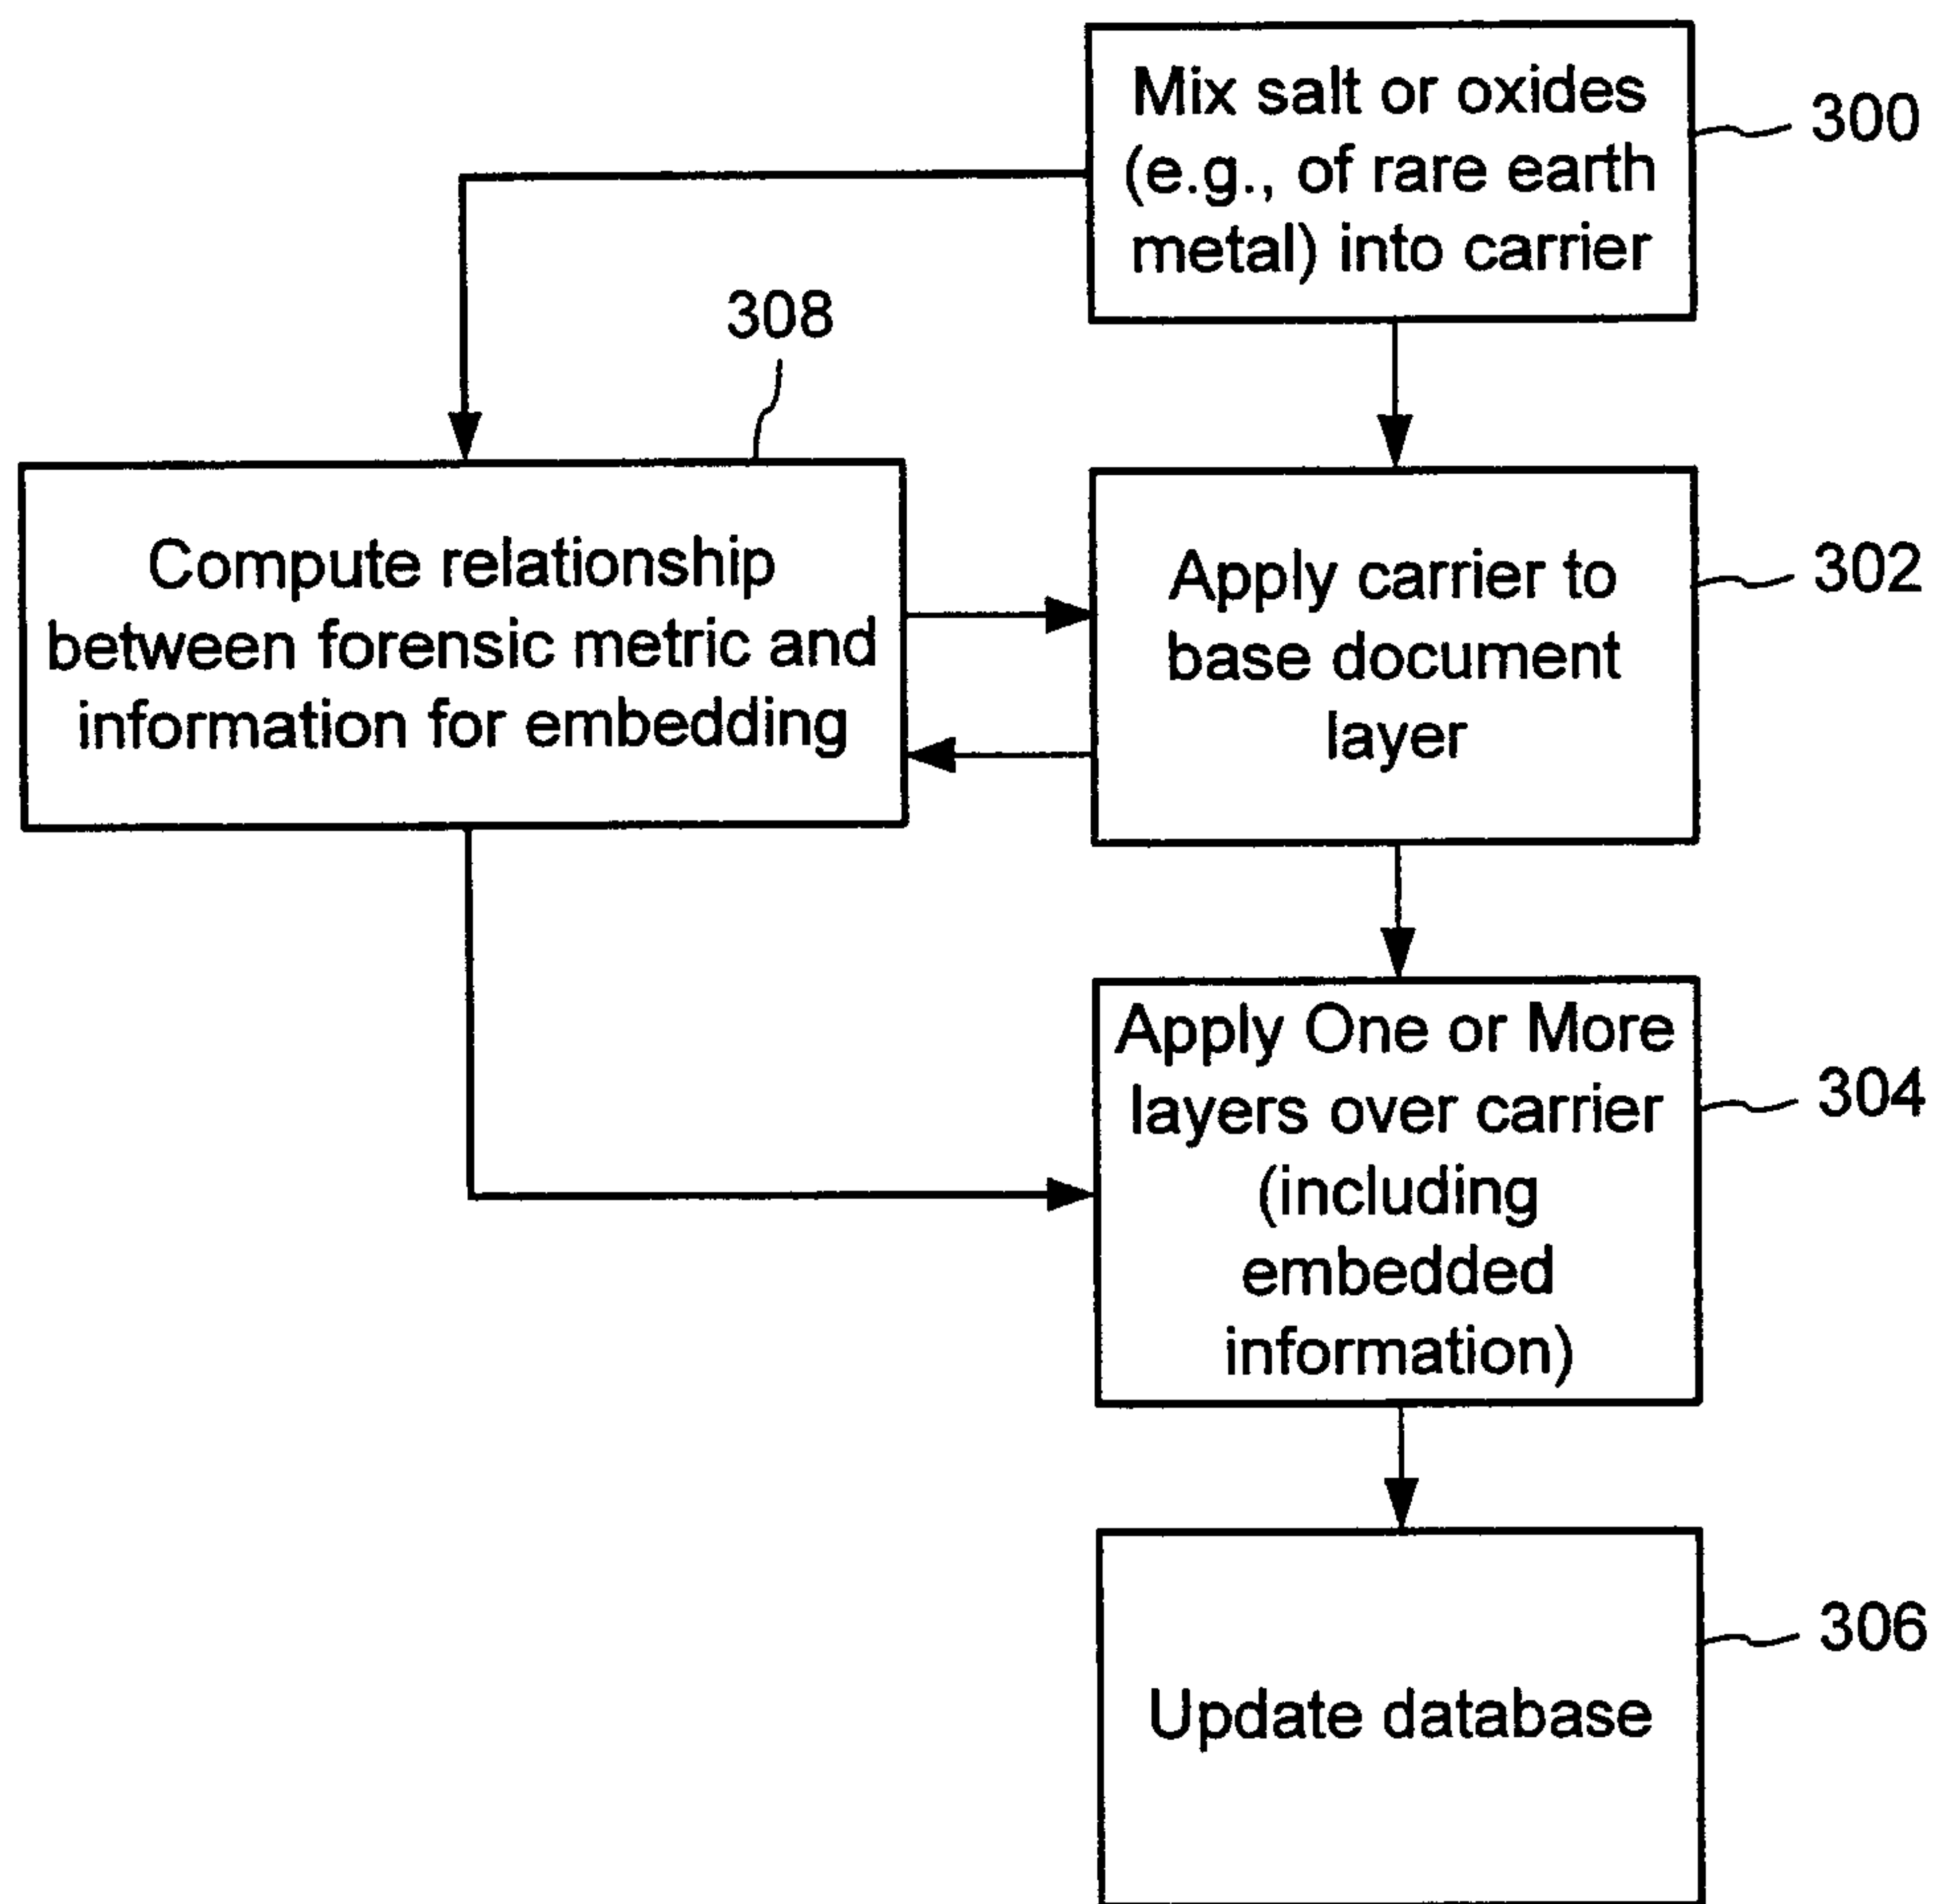 Mix salt or oxides
(e.g., of rare earth
metal) into carrier
300
308
Compute relationship
between forensic metric and
information for embedding
Apply carrier to
base document
layer
302
Apply One or More
layers over carrier
(including
embedded
information)
304
Update database
306